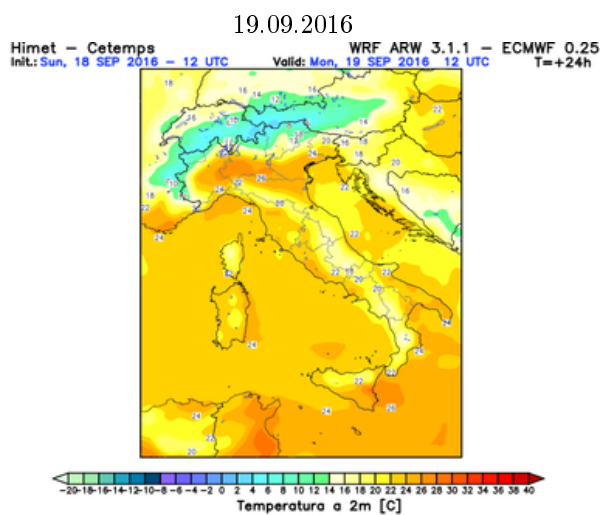 19.09.2016
Himet – Cetemps WRF ARW 3.1.1 – ECMWF 0.25
Init.: Sun, 18 SEP 2016 – 12 UTC Valid: Mon, 19 SEP 2016 12 UTC T=+24h
-20 -18 -16 -14 -12 -10 -8 -6 -4 -2 0 2 4 6 8 10 12 14 16 18 20 22 24 26 28 30 32 34 36 38 40
Temperatura a 2m [C]